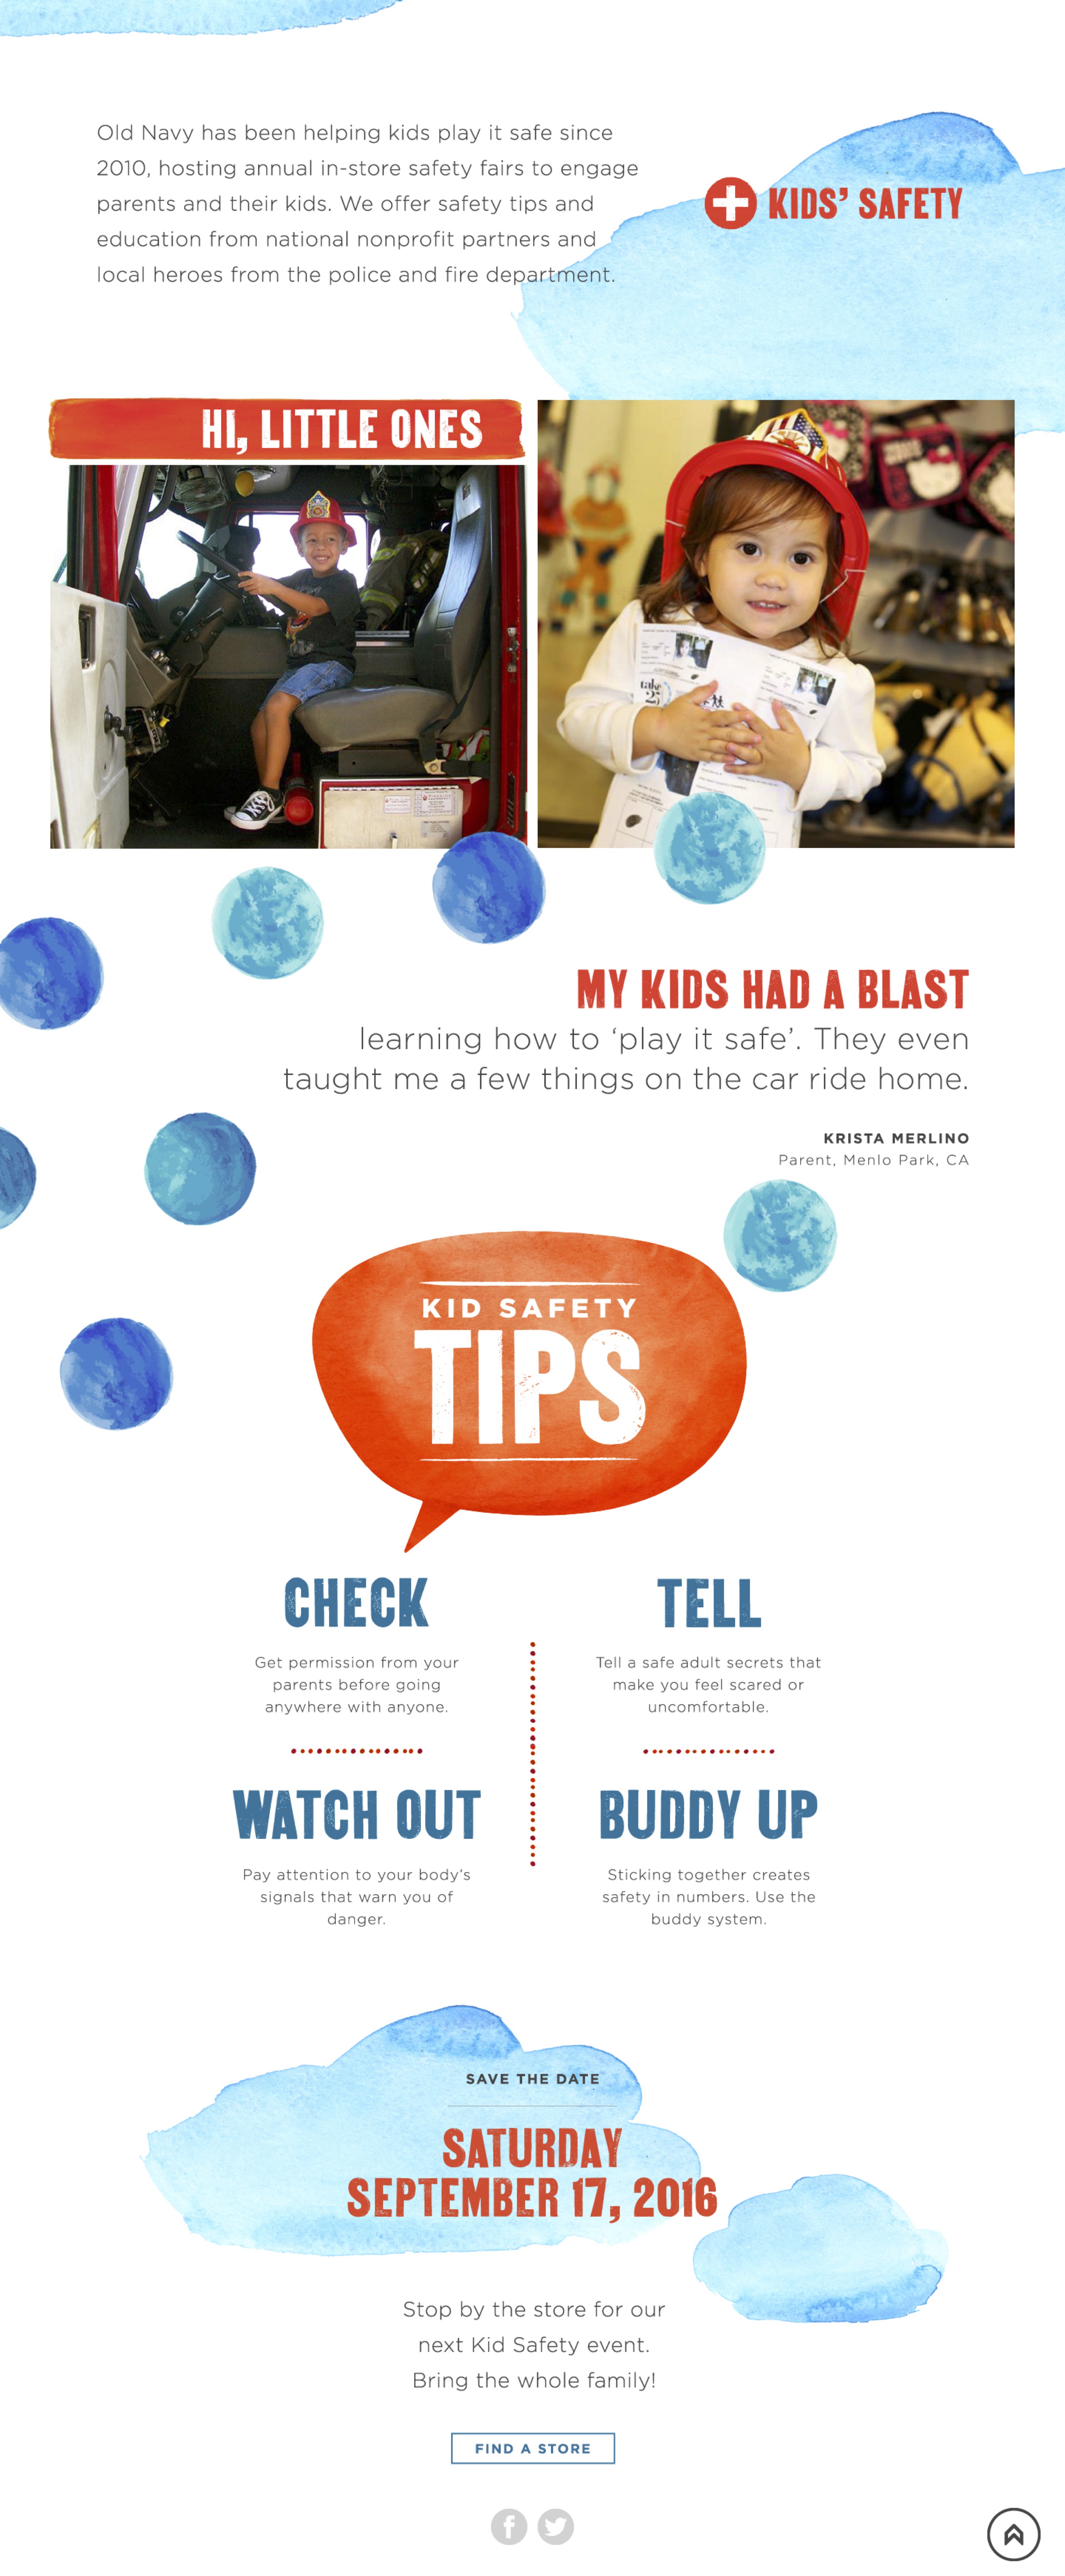 Old Navy has been helping kids play it safe since
2010, hosting annual in-store safety fairs to engage
parents and their kids. We offer safety tips and
education from national nonprofit partners and
local heroes from the police and fire department.
KIDS' SAFETY
HI, LITTLE ONES
take
25
MY KIDS HAD A BLAST
learning how to ‘play it safe’. They even
taught me a few things on the car ride home.
KRISTA MERLINO
Parent, Menlo Park, CA
KID SAFETY
TIPS
CHECK
Get permission from your
parents before going
anywhere with anyone.
TELL
Tell a safe adult secrets that
make you feel scared or
uncomfortable.
WATCH OUT
Pay attention to your body's
signals that warn you of
danger.
BUDDY UP
Sticking together creates
safety in numbers. Use the
buddy system.
SAVE THE DATE
SATURDAY
SEPTEMBER 17, 2016
Stop by the store for our
next Kid Safety event.
Bring the whole family!
FIND A STORE